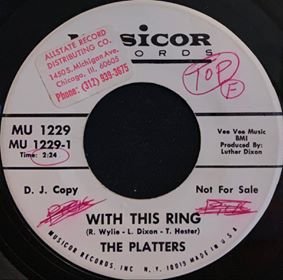 Musicor
RECORDS
ALLSTATE RECORD
DISTRIBUTING CO.
1450 S. Michigan Ave.
Chicago, Ill. 60605
Phone: (312) 939-3675
TOP
E
MU 1229
MU 1229-1
Time: 2:24
Vee Vee Music
BMI
Produced By:
Luther Dixon
D. J. Copy
Not For Sale
WITH THIS RING
(R. Wylie - L. Dixon - T. Hester)
THE PLATTERS
MUSICOR RECORDS, INC. N. Y. 10019 MADE IN U.S.A.